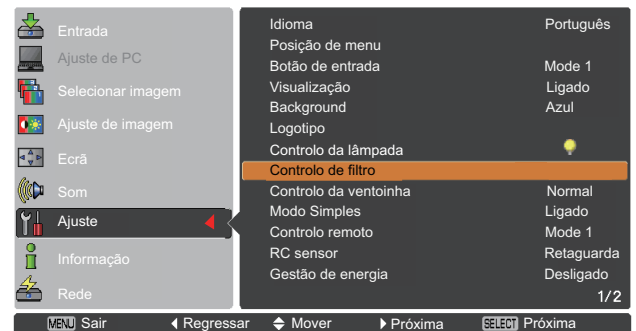 Entrada
Ajuste de PC
Selecionar imagem
Ajuste de imagem
Ecrã
Som
Ajuste
Informação
Rede
Idioma Português
Posição de menu
Botão de entrada Mode 1
Visualização Ligado
Background Azul
Logotipo
Controlo da lâmpada
Controlo de filtro
Controlo da ventoinha Normal
Modo Simples Ligado
Controlo remoto Mode 1
RC sensor Retaguarda
Gestão de energia Desligado
1/2
MENU Sair Regressar Mover Próxima SELECT Próxima